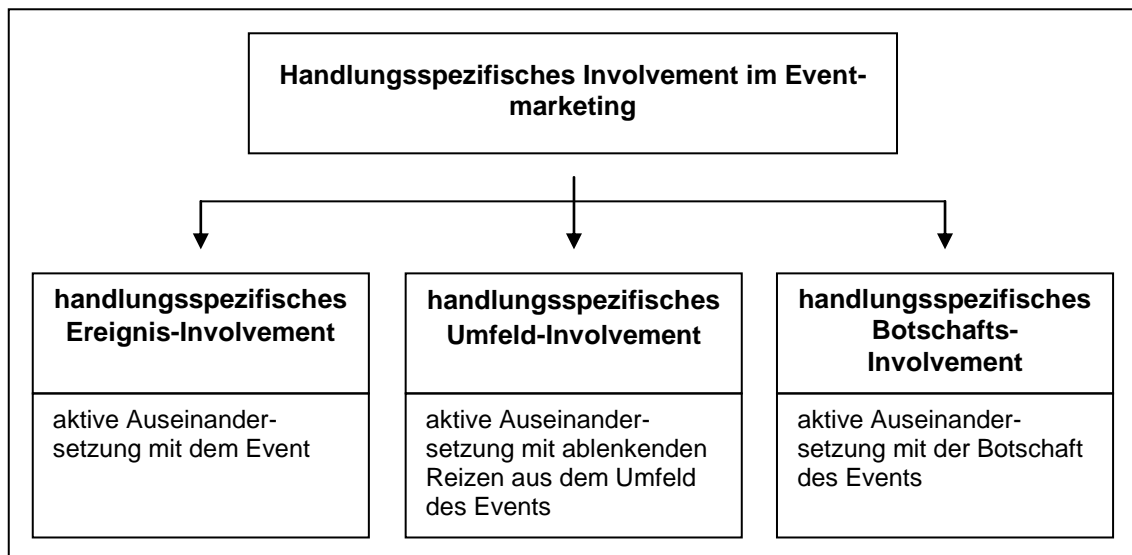 Handlungsspezifisches Involvement im Event-
marketing
handlungsspezifisches
Ereignis-Involvement
aktive Auseinander-
setzung mit dem Event
handlungsspezifisches
Umfeld-Involvement
aktive Auseinander-
setzung mit ablenkenden
Reizen aus dem Umfeld
des Events
handlungsspezifisches
Botschafts-
Involvement
aktive Auseinander-
setzung mit der Botschaft
des Events